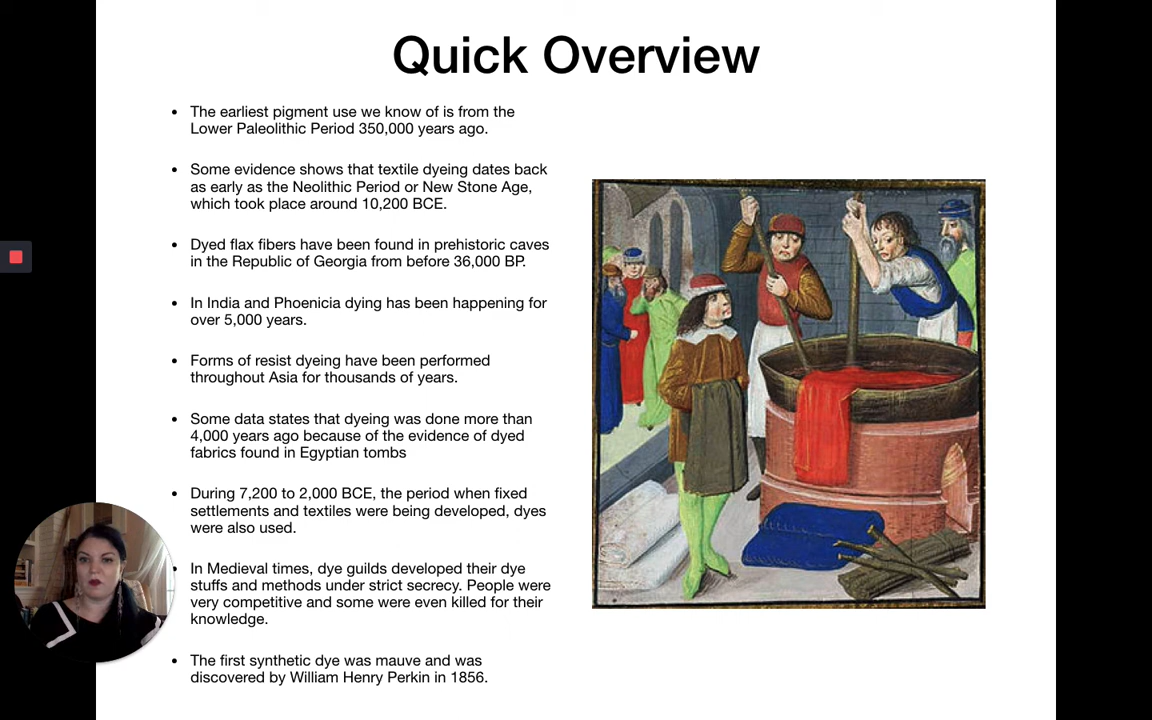 Quick Overview
• The earliest pigment use we know of is from the
Lower Paleolithic Period 350,000 years ago.
• Some evidence shows that textile dyeing dates back
as early as the Neolithic Period or New Stone Age,
which took place around 10,200 BCE.
• Dyed flax fibers have been found in prehistoric caves
in the Republic of Georgia from before 36,000 BP.
• In India and Phoenicia dying has been happening for
over 5,000 years.
• Forms of resist dyeing have been performed
throughout Asia for thousands of years.
• Some data states that dyeing was done more than
4,000 years ago because of the evidence of dyed
fabrics found in Egyptian tombs
• During 7,200 to 2,000 BCE, the period when fixed
settlements and textiles were being developed, dyes
were also used.
• In Medieval times, dye guilds developed their dye
stuffs and methods under strict secrecy. People were
very competitive and some were even killed for their
knowledge.
• The first synthetic dye was mauve and was
discovered by William Henry Perkin in 1856.